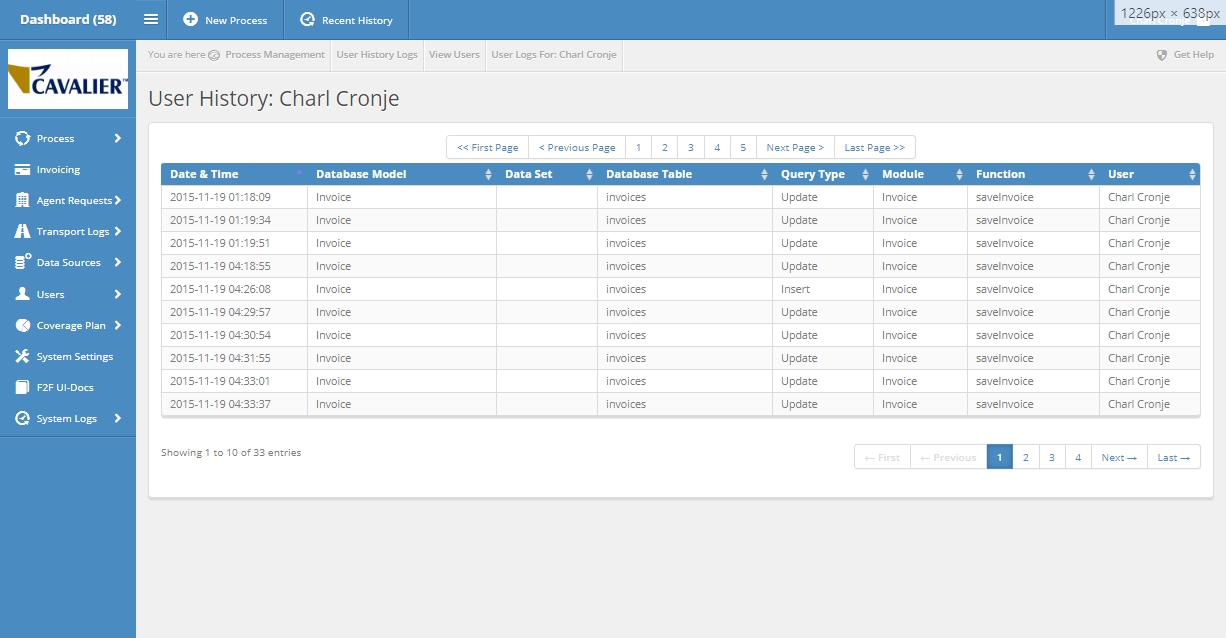 Dashboard (58) New Process Recent History 1226px × 638px
You are here Process Management User History Logs View Users User Logs For: Charl Cronje Get Help
CAVALIER™
User History: Charl Cronje
Process
Invoicing
Agent Requests
Transport Logs
Data Sources
Users
Coverage Plan
System Settings
F2F UI-Docs
System Logs
<< First Page < Previous Page 1 2 3 4 5 Next Page > Last Page >>
Date & Time Database Model Data Set Database Table Query Type Module Function User
2015-11-19 01:18:09 Invoice invoices Update Invoice saveInvoice Charl Cronje
2015-11-19 01:19:34 Invoice invoices Update Invoice saveInvoice Charl Cronje
2015-11-19 01:19:51 Invoice invoices Update Invoice saveInvoice Charl Cronje
2015-11-19 04:18:55 Invoice invoices Update Invoice saveInvoice Charl Cronje
2015-11-19 04:26:08 Invoice invoices Insert Invoice saveInvoice Charl Cronje
2015-11-19 04:29:57 Invoice invoices Update Invoice saveInvoice Charl Cronje
2015-11-19 04:30:54 Invoice invoices Update Invoice saveInvoice Charl Cronje
2015-11-19 04:31:55 Invoice invoices Update Invoice saveInvoice Charl Cronje
2015-11-19 04:33:01 Invoice invoices Update Invoice saveInvoice Charl Cronje
2015-11-19 04:33:37 Invoice invoices Update Invoice saveInvoice Charl Cronje
Showing 1 to 10 of 33 entries
← First ← Previous 1 2 3 4 Next → Last →